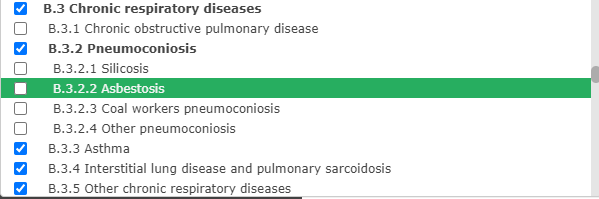 B.3 Chronic respiratory diseases
B.3.1 Chronic obstructive pulmonary disease
B.3.2 Pneumoconiosis
B.3.2.1 Silicosis
B.3.2.2 Asbestosis
B.3.2.3 Coal workers pneumoconiosis
B.3.2.4 Other pneumoconiosis
B.3.3 Asthma
B.3.4 Interstitial lung disease and pulmonary sarcoidosis
B.3.5 Other chronic respiratory diseases